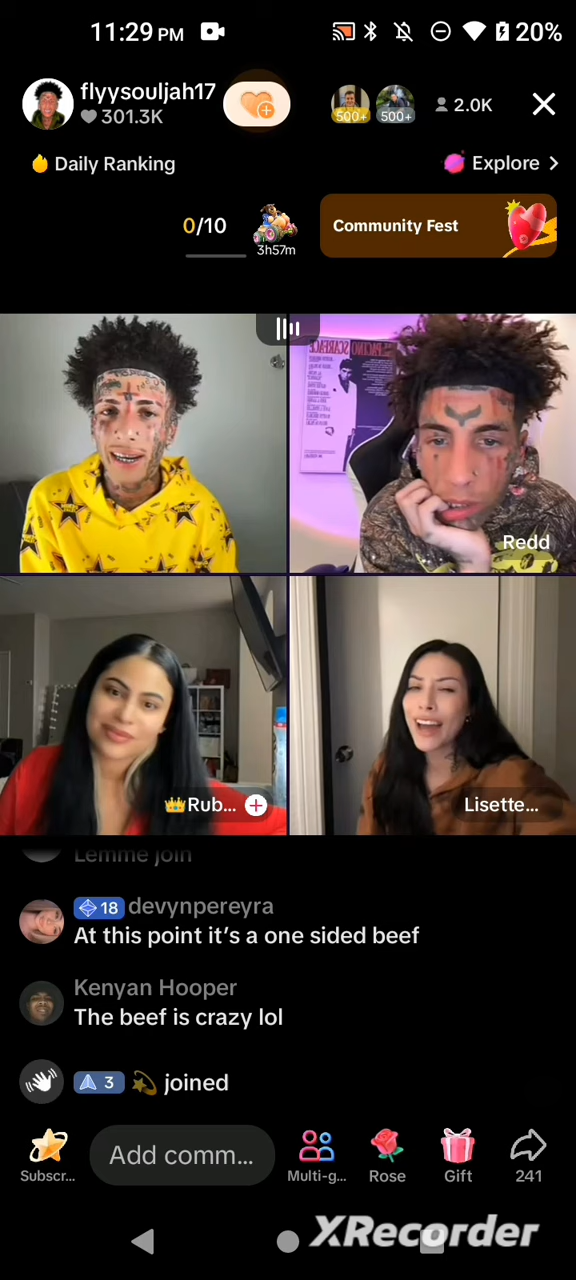 11:29 PM
20%
flyysouljah17
301.3K
500+
500+
2.0K
Daily Ranking
Explore >
0/10
3h57m
Community Fest
PACINO SCARFACE
Redd
Rub...
Lisette...
Lemme join
18 devynpereyra
At this point it’s a one sided beef
Kenyan Hooper
The beef is crazy lol
3 joined
Add comm...
Subscr...
Multi-g...
Rose
Gift
241
XRecorder